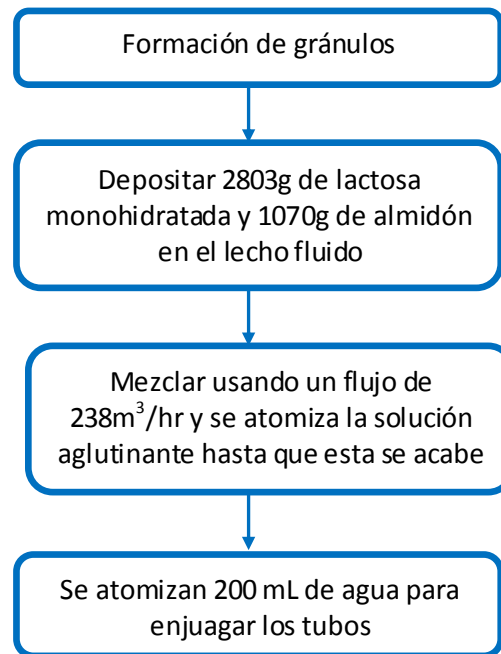 Formación de gránulos
Depositar 2803g de lactosa
monohidratada y 1070g de almidón
en el lecho fluido
Mezclar usando un flujo de
238m³/hr y se atomiza la solución
aglutinante hasta que esta se acabe
Se atomizan 200 mL de agua para
enjuagar los tubos